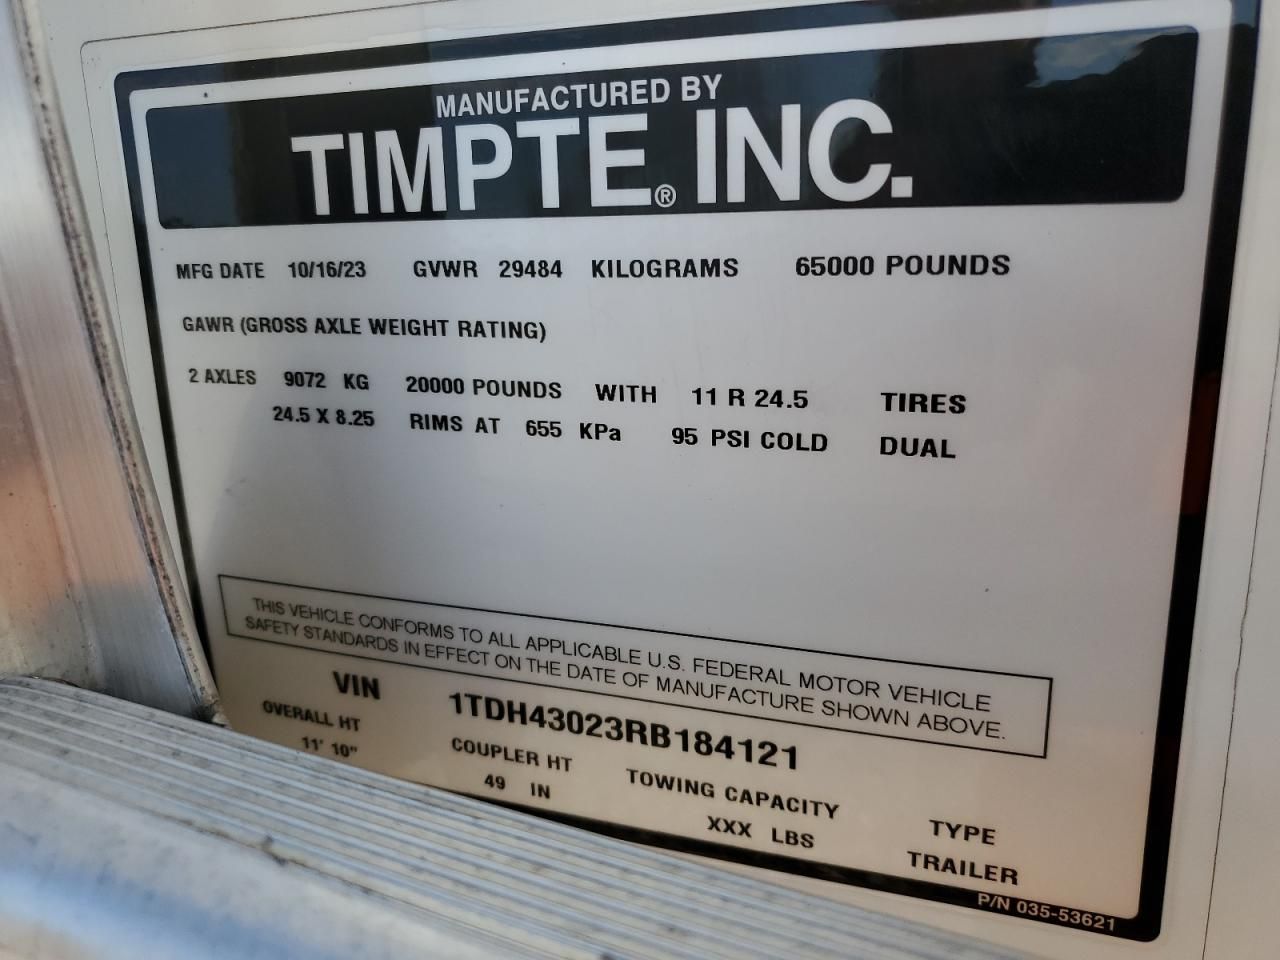 MANUFACTURED BY
TIMPTE® INC.
MFG DATE 10/16/23 GVWR 29484 KILOGRAMS 65000 POUNDS
GAWR (GROSS AXLE WEIGHT RATING)
2 AXLES 9072 KG 20000 POUNDS WITH 11 R 24.5 TIRES
24.5 X 8.25 RIMS AT 655 KPa 95 PSI COLD DUAL
THIS VEHICLE CONFORMS TO ALL APPLICABLE U.S. FEDERAL MOTOR VEHICLE
SAFETY STANDARDS IN EFFECT ON THE DATE OF MANUFACTURE SHOWN ABOVE.
VIN 1TDH43023RB184121
OVERALL HT COUPLER HT TOWING CAPACITY TYPE
11' 10" 49 IN XXX LBS TRAILER
P/N 035-53621